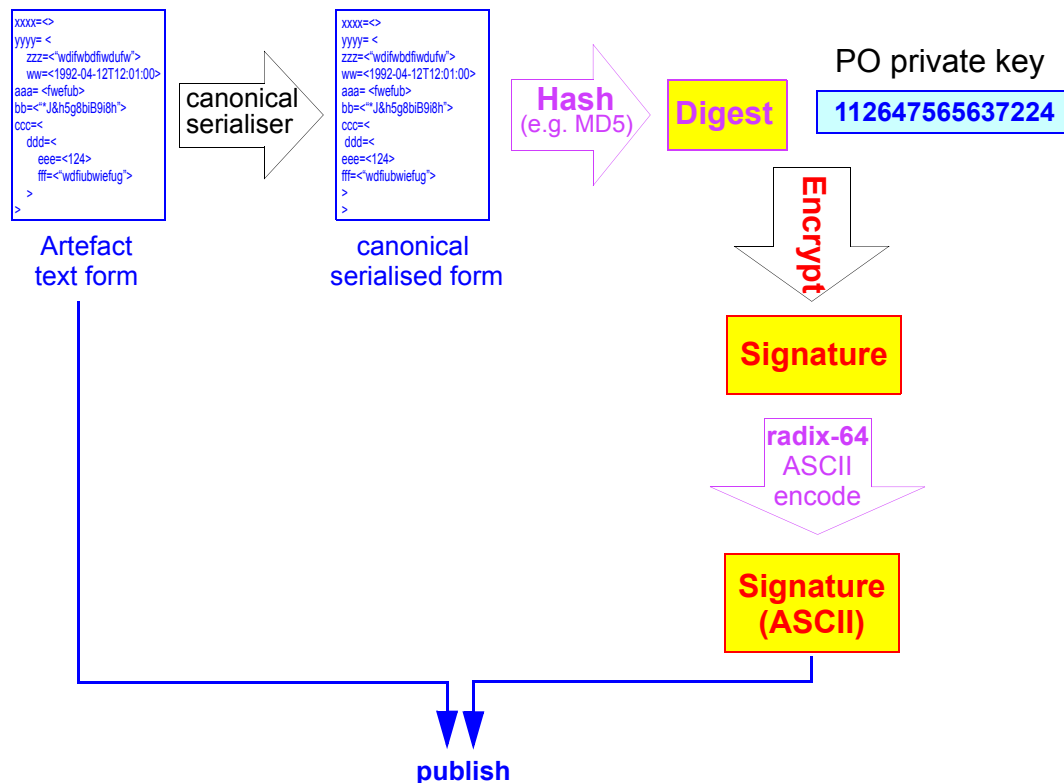 xxxx=<>
yyyy= <
zzz=<“wdifwbdfiwdufw”>
ww=<1992-04-12T12:01:00>
aaa= <fwefub>
bb=<“*J&h5g8biB9i8h”>
ccc=<
ddd=<
eee=<124>
fff=<“wdfiubwiefug”>
>
>
Artefact
text form
canonical
serialiser
xxxx=<>
yyyy= <
zzz=<“wdifwbdfiwdufw”>
ww=<1992-04-12T12:01:00>
aaa= <fwefub>
bb=<“*J&h5g8biB9i8h”>
ccc=<
ddd=<
eee=<124>
fff=<“wdfiubwiefug”>
>
>
canonical
serialised form
Hash
(e.g. MD5)
Digest
PO private key
112647565637224
Encrypt
Signature
radix-64
ASCII
encode
Signature
(ASCII)
publish